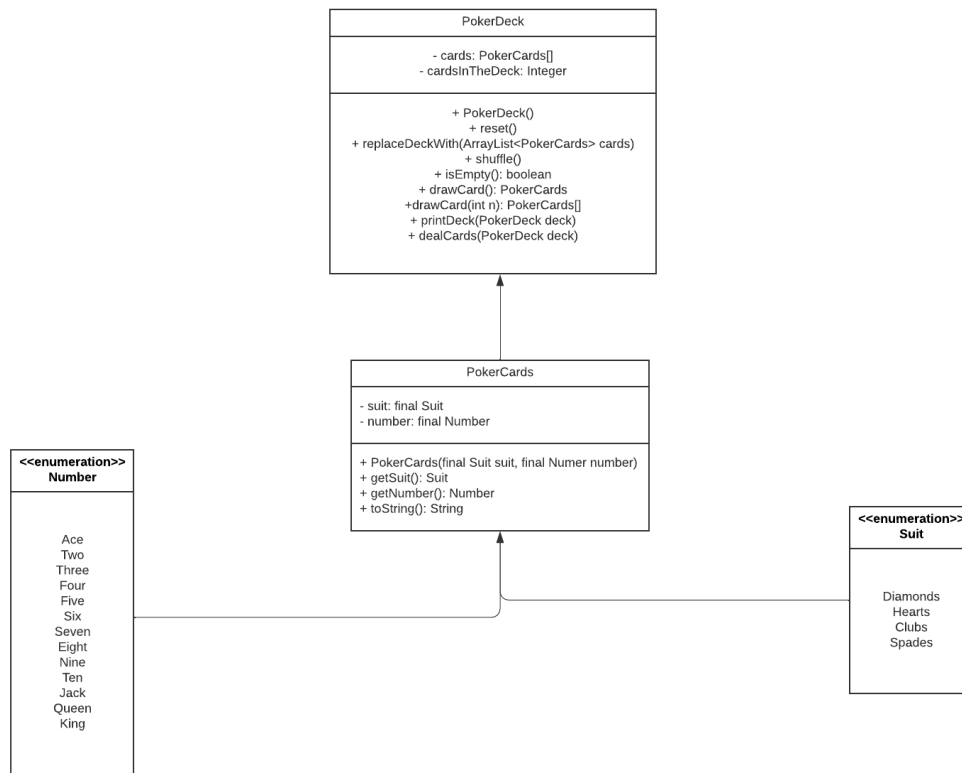 PokerDeck
- cards: PokerCards[]
- cardsInTheDeck: Integer
+ PokerDeck()
+ reset()
+ replaceDeckWith(ArrayList<PokerCards> cards)
+ shuffle()
+ isEmpty(): boolean
+ drawCard(): PokerCards
+drawCard(int n): PokerCards[]
+ printDeck(PokerDeck deck)
+ dealCards(PokerDeck deck)
PokerCards
- suit: final Suit
- number: final Number
+ PokerCards(final Suit suit, final Numer number)
+ getSuit(): Suit
+ getNumber(): Number
+ toString(): String
<<enumeration>>
Number
Ace
Two
Three
Four
Five
Six
Seven
Eight
Nine
Ten
Jack
Queen
King
<<enumeration>>
Suit
Diamonds
Hearts
Clubs
Spades